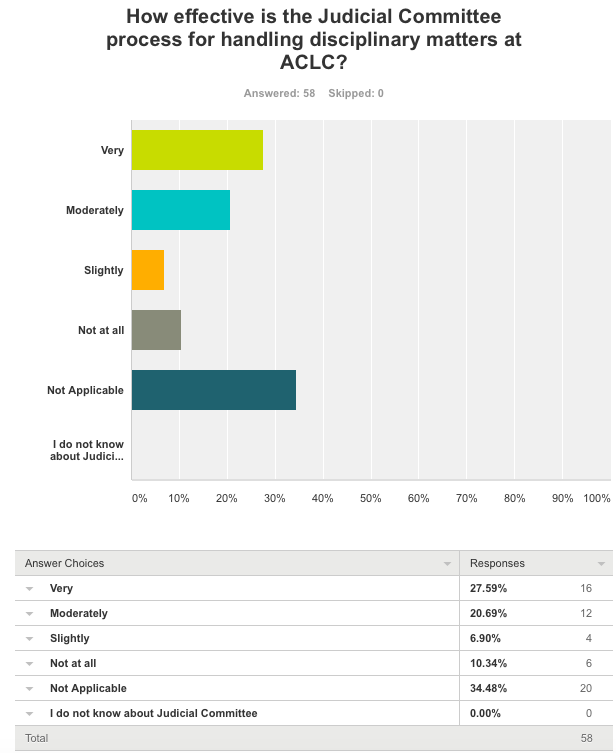 How effective is the Judicial Committee
process for handling disciplinary matters at
ACLC?
Answered: 58 Skipped: 0
Very
Moderately
Slightly
Not at all
Not Applicable
I do not know
about Judici...
0% 10% 20% 30% 40% 50% 60% 70% 80% 90% 100%
Answer Choices Responses
Very 27.59% 16
Moderately 20.69% 12
Slightly 6.90% 4
Not at all 10.34% 6
Not Applicable 34.48% 20
I do not know about Judicial Committee 0.00% 0
Total 58